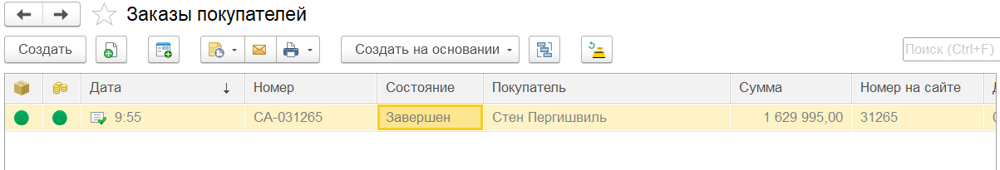 Заказы покупателей
Создать Создать на основании Поиск (Ctrl+F)
Дата Номер Состояние Покупатель Сумма Номер на сайте
9:55 СА-031265 Завершен Стен Пергишвиль 1 629 995,00 31265